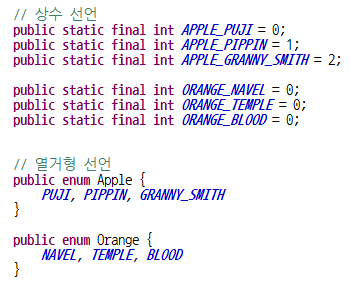 // 상수 선언
public static final int APPLE_PUJI = 0;
public static final int APPLE_PIPPIN = 1;
public static final int APPLE_GRANNY_SMITH = 2;
public static final int ORANGE_NAVEL = 0;
public static final int ORANGE_TEMPLE = 0;
public static final int ORANGE_BLOOD = 0;
// 열거형 선언
public enum Apple {
PUJI, PIPPIN, GRANNY_SMITH
}
public enum Orange {
NAVEL, TEMPLE, BLOOD
}